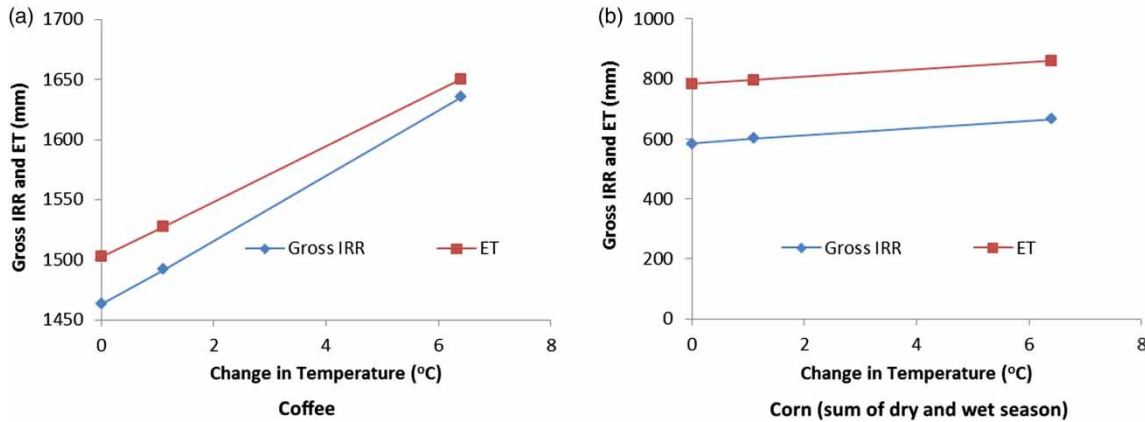 (a)
1700
1650
1600
1550
1500
1450
Gross IRR and ET (mm)
Gross IRR ET
0 2 4 6 8
Change in Temperature (°C)
Coffee
(b)
1000
800
600
400
200
0
Gross IRR and ET (mm)
Gross IRR ET
0 2 4 6 8
Change in Temperature (°C)
Corn (sum of dry and wet season)